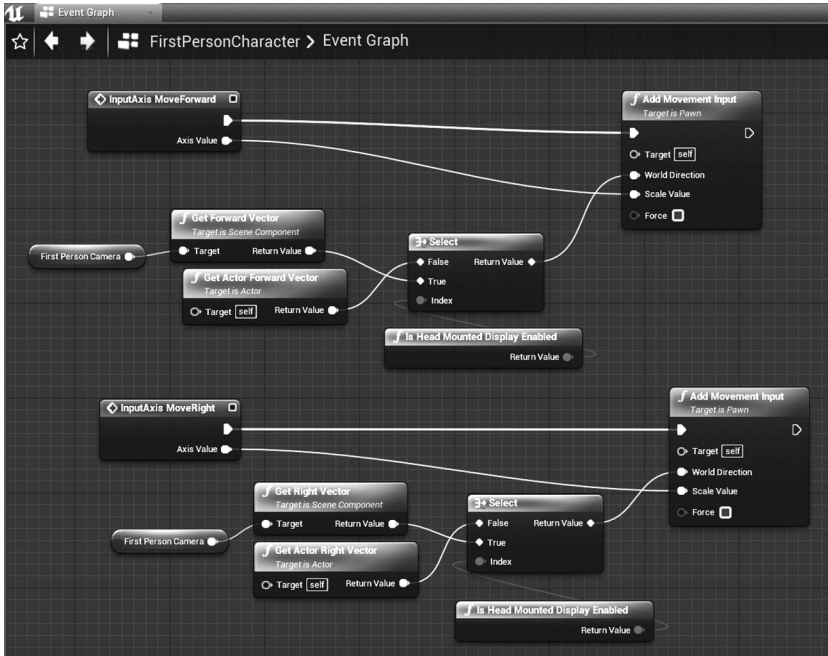 Event Graph
FirstPersonCharacter > Event Graph
InputAxis MoveForward
Axis Value
Add Movement Input
Target is Pawn
Target self
World Direction
Scale Value
Force
Get Forward Vector
Target is Scene Component
Target Return Value
First Person Camera
Get Actor Forward Vector
Target is Actor
Target self Return Value
Select
False Return Value
True
Index
Is Head Mounted Display Enabled
Return Value
InputAxis MoveRight
Axis Value
Add Movement Input
Target is Pawn
Target self
World Direction
Scale Value
Force
Get Right Vector
Target is Scene Component
Target Return Value
First Person Camera
Get Actor Right Vector
Target is Actor
Target self Return Value
Select
False Return Value
True
Index
Is Head Mounted Display Enabled
Return Value